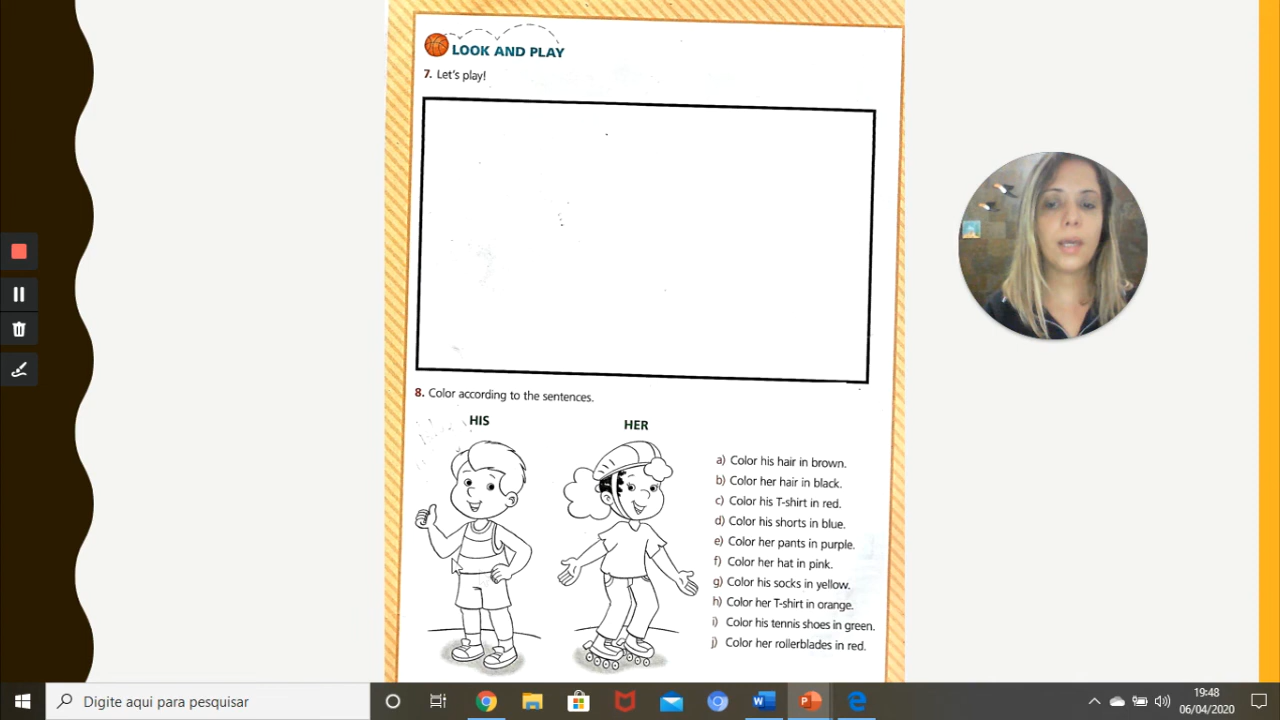 LOOK AND PLAY
7. Let's play!
8. Color according to the sentences.
HIS
HER
a) Color his hair in brown.
b) Color her hair in black.
c) Color his T-shirt in red.
d) Color his shorts in blue.
e) Color her pants in purple.
f) Color her hat in pink.
g) Color his socks in yellow.
h) Color her T-shirt in orange.
i) Color his tennis shoes in green.
j) Color her rollerblades in red.
Digite aqui para pesquisar
19:48
06/04/2020